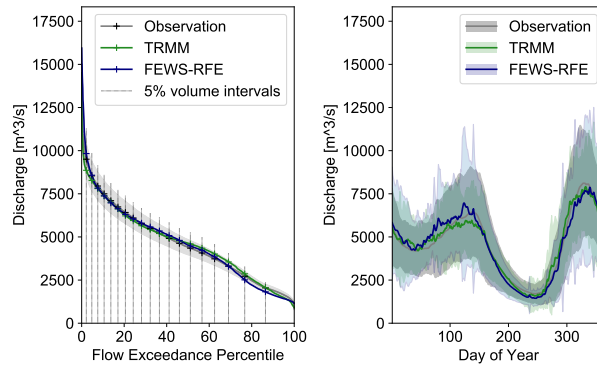 17500
15000
12500
10000
7500
5000
2500
0
Discharge [m^3/s]
0 20 40 60 80 100
Flow Exceedance Percentile
Observation
TRMM
FEWS-RFE
5% volume intervals
17500
15000
12500
10000
7500
5000
2500
0
Discharge [m^3/s]
100 200 300
Day of Year
Observation
TRMM
FEWS-RFE